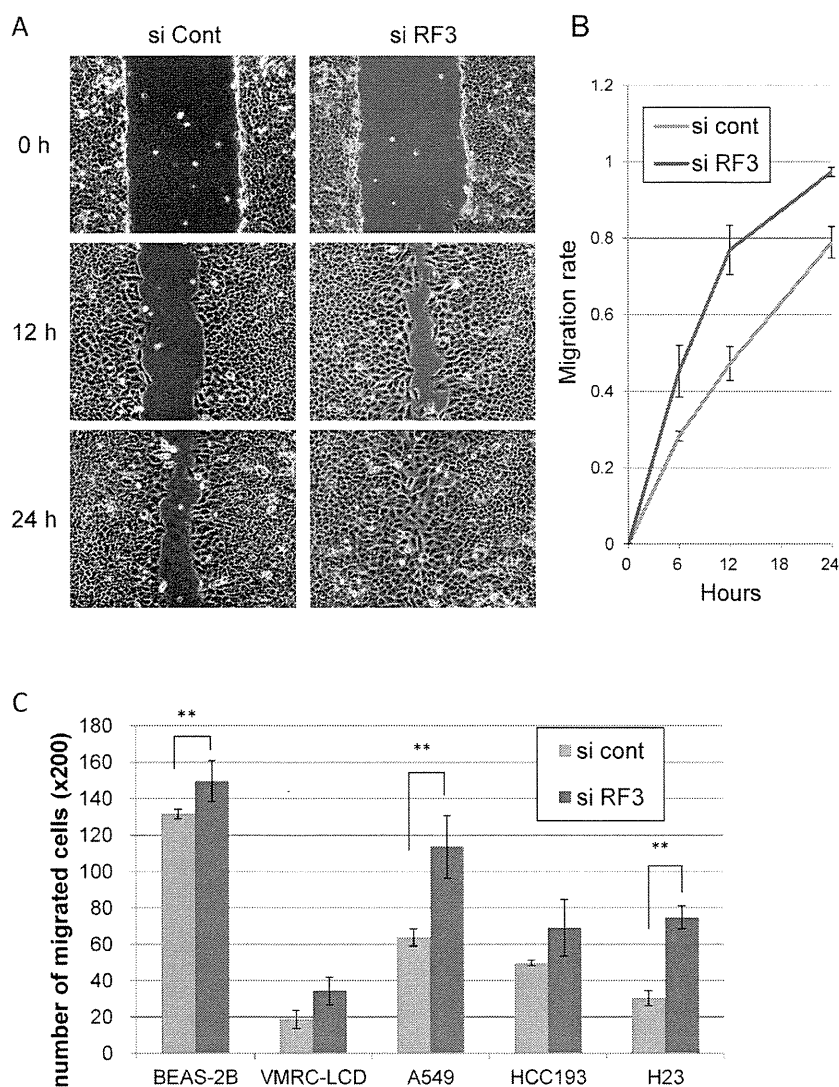 A
si Cont
si RF3
0 h
12 h
24 h
B
1.2
1
0.8
0.6
0.4
0.2
0
Migration rate
si cont
si RF3
0
6
12
24
Hours
C
180
160
140
120
100
80
60
40
20
0
number of migrated cells (x200)
**
**
**
si cont
si RF3
BEAS-2B
VMRC-LCD
A549
HCC193
H23